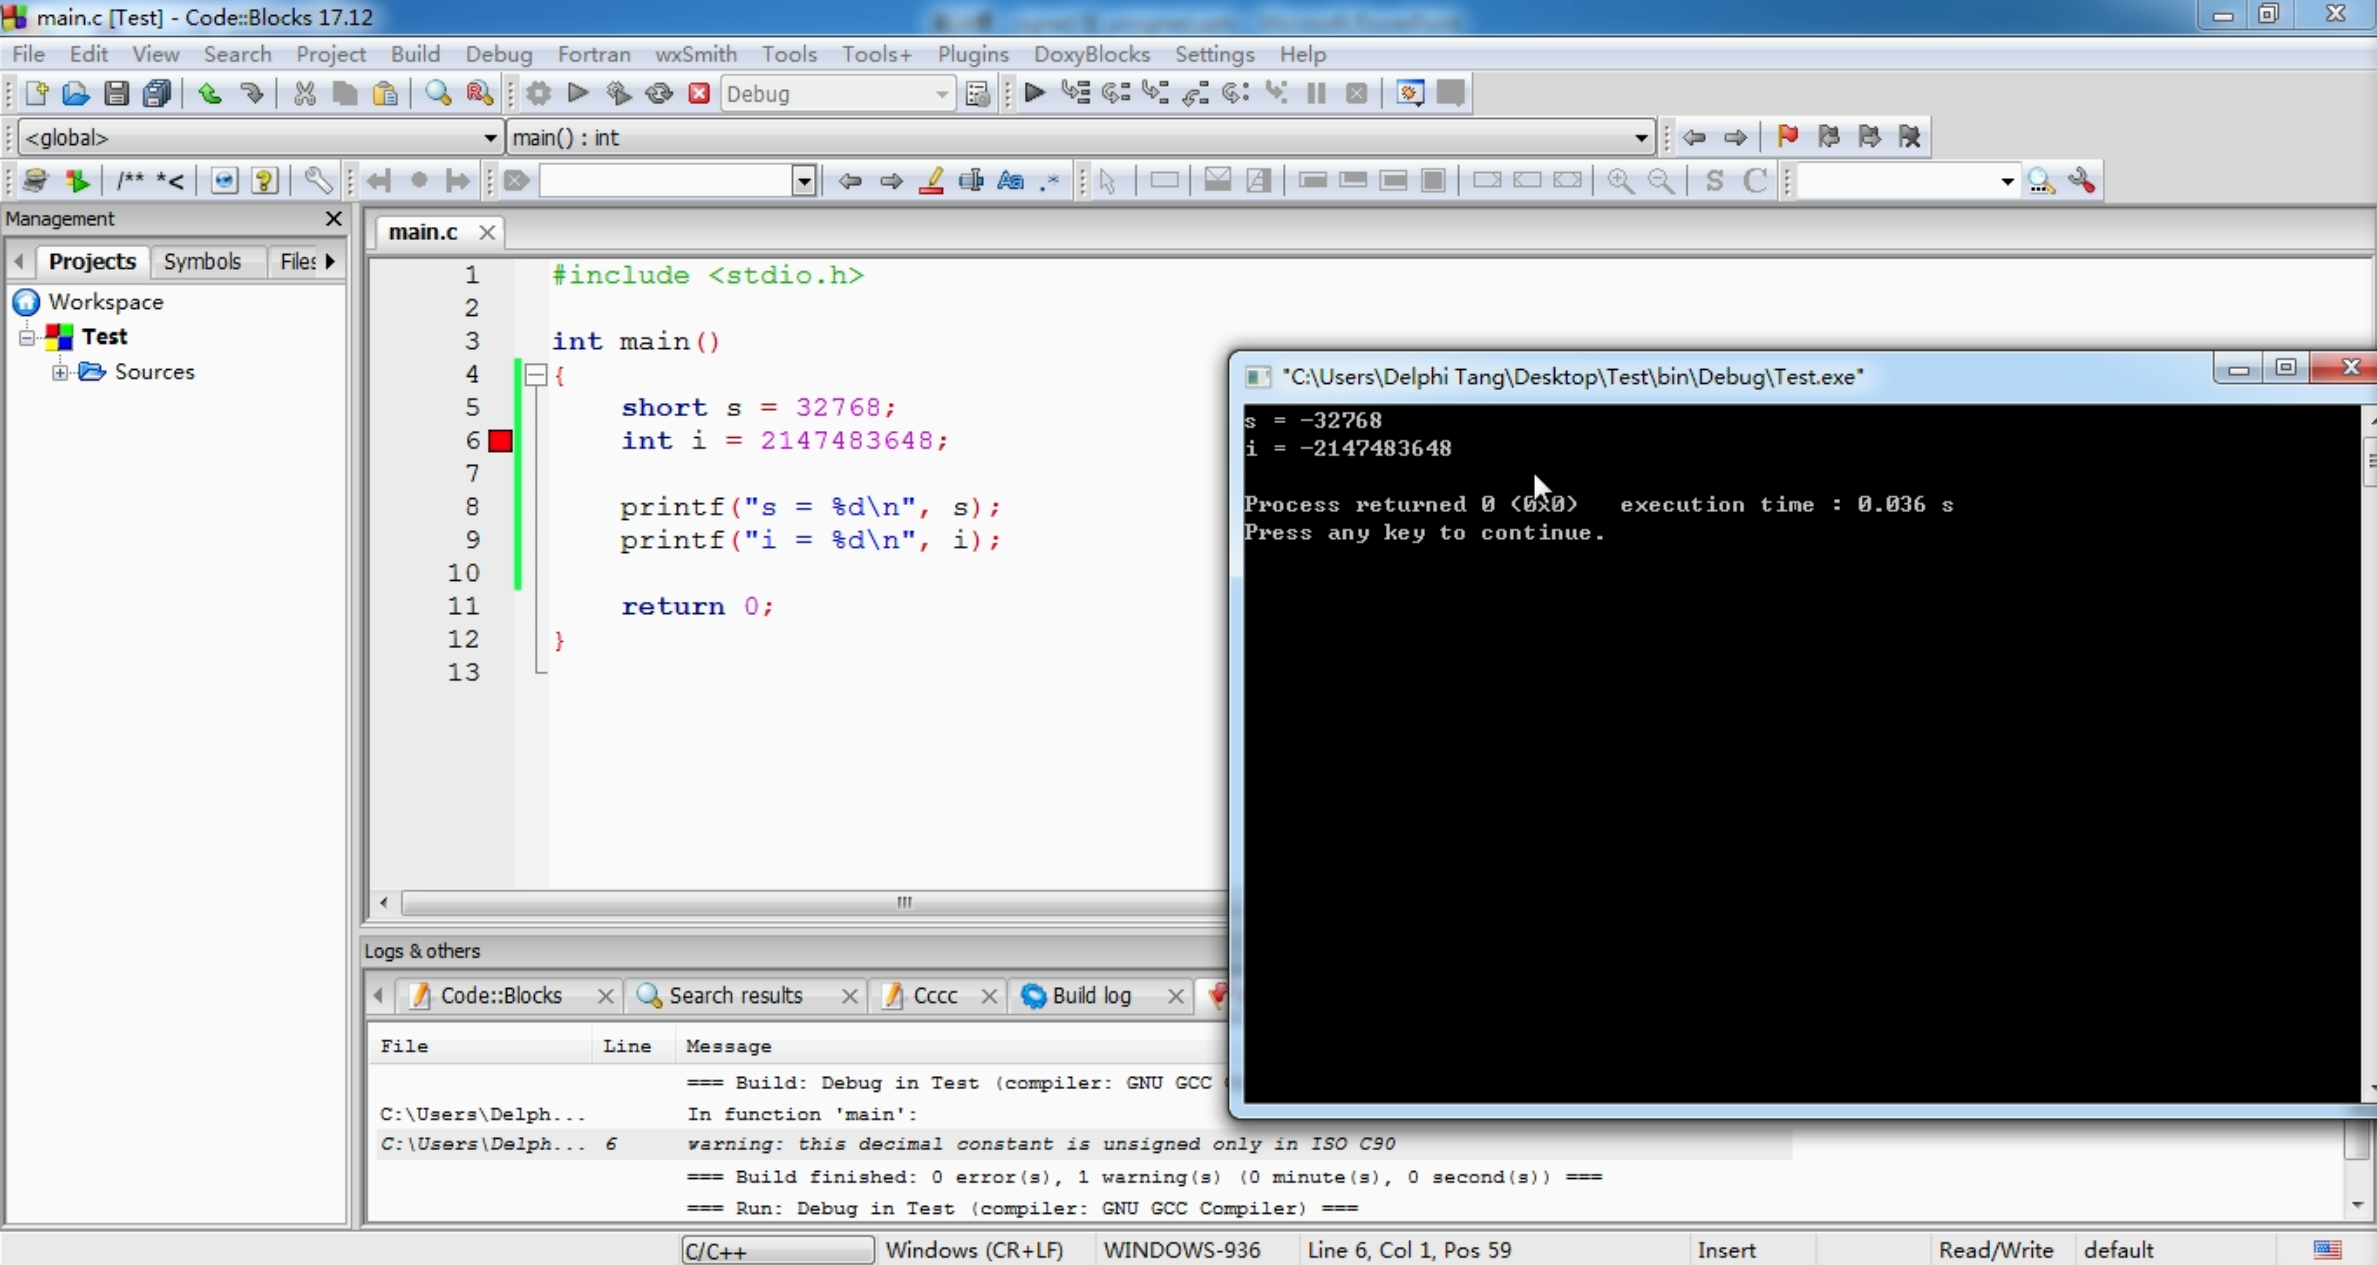 main.c [Test] - Code::Blocks 17.12
File Edit View Search Project Build Debug Fortran wxSmith Tools Tools+ Plugins DoxyBlocks Settings Help
Debug
<global> main() : int
/** *<
S C
Management
Projects Symbols Files
Workspace
Test
Sources
main.c
1 #include <stdio.h>
2
3 int main()
4 {
5 short s = 32768;
6 int i = 2147483648;
7
8 printf("s = %d\n", s);
9 printf("i = %d\n", i);
10
11 return 0;
12 }
13
"C:\Users\Delphi Tang\Desktop\Test\bin\Debug\Test.exe"
s = -32768
i = -2147483648
Process returned 0 (0x0)   execution time : 0.036 s
Press any key to continue.
Logs & others
Code::Blocks Search results Cccc Build log
File Line Message
=== Build: Debug in Test (compiler: GNU GCC
C:\Users\Delph... In function 'main':
C:\Users\Delph... 6 warning: this decimal constant is unsigned only in ISO C90
=== Build finished: 0 error(s), 1 warning(s) (0 minute(s), 0 second(s)) ===
=== Run: Debug in Test (compiler: GNU GCC Compiler) ===
C/C++ Windows (CR+LF) WINDOWS-936 Line 6, Col 1, Pos 59 Insert Read/Write default